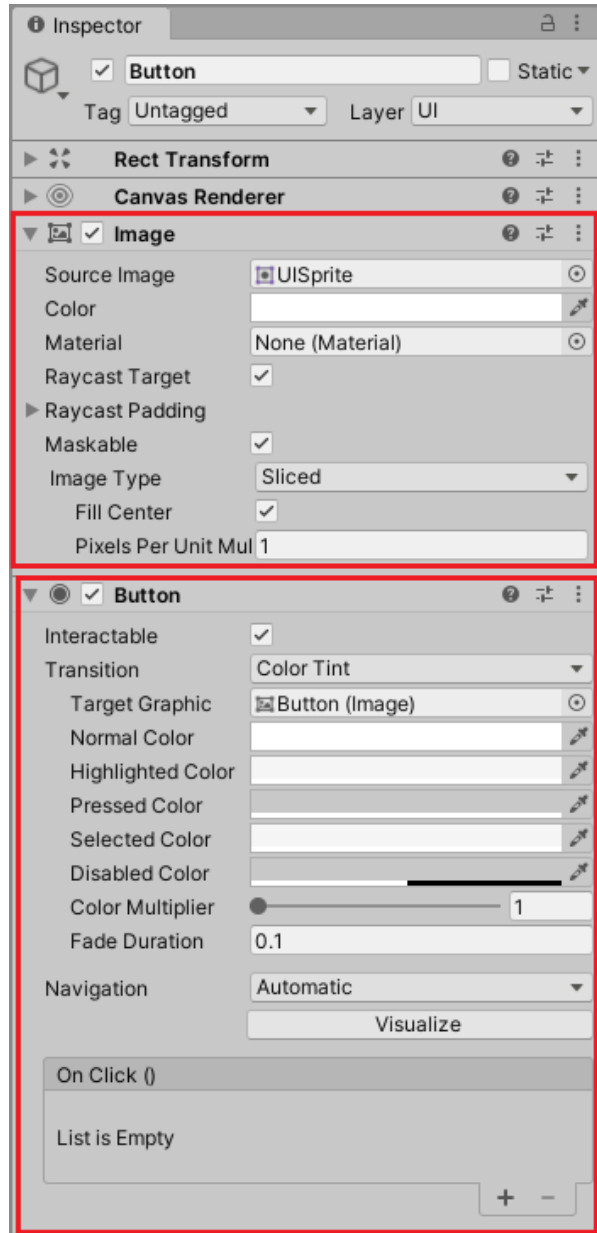 Inspector
Button Static
Tag Untagged Layer UI
Rect Transform
Canvas Renderer
Image
Source Image UISprite
Color
Material None (Material)
Raycast Target
Raycast Padding
Maskable
Image Type Sliced
Fill Center
Pixels Per Unit Mul 1
Button
Interactable
Transition Color Tint
Target Graphic Button (Image)
Normal Color
Highlighted Color
Pressed Color
Selected Color
Disabled Color
Color Multiplier 1
Fade Duration 0.1
Navigation Automatic
Visualize
On Click ()
List is Empty